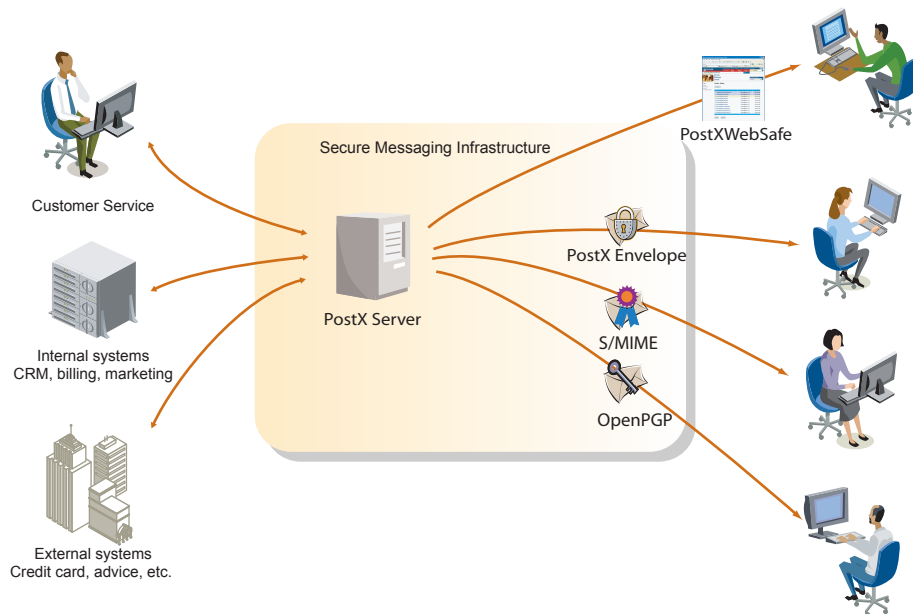 PostXWebSafe
Secure Messaging Infrastructure
Customer Service
PostX Envelope
PostX Server
S/MIME
Internal systems
CRM, billing, marketing
OpenPGP
External systems
Credit card, advice, etc.